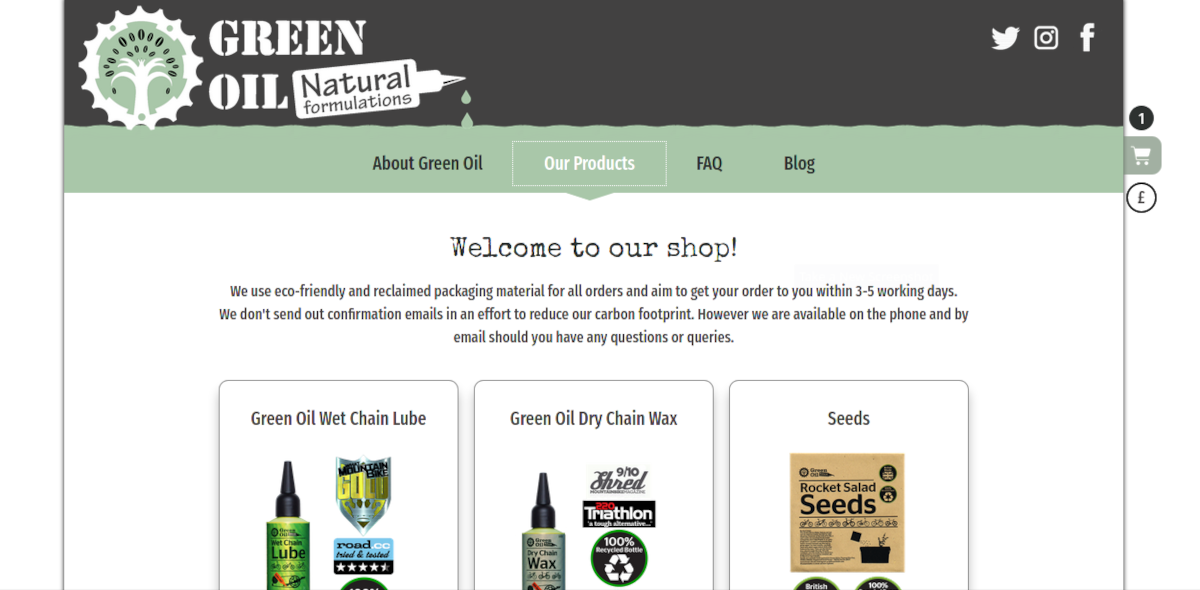 GREEN
OIL Natural
formulations
1
About Green Oil Our Products FAQ Blog
£
Welcome to our shop!
We use eco-friendly and reclaimed packaging material for all orders and aim to get your order to you within 3-5 working days.
We don't send out confirmation emails in an effort to reduce our carbon footprint. However we are available on the phone and by
email should you have any questions or queries.
Green Oil Wet Chain Lube
MOUNTAIN
BIKE
GOLD
Green
Oil
Wet Chain
Lube
road.cc
tried & tested
Green Oil Dry Chain Wax
9/10
Shred
220
Triathlon
'a tough alternative...'
Green
Oil
Dry Chain
Wax
100%
Recycled Bottle
Seeds
Green
Oil
Rocket Salad
Seeds
British
100%